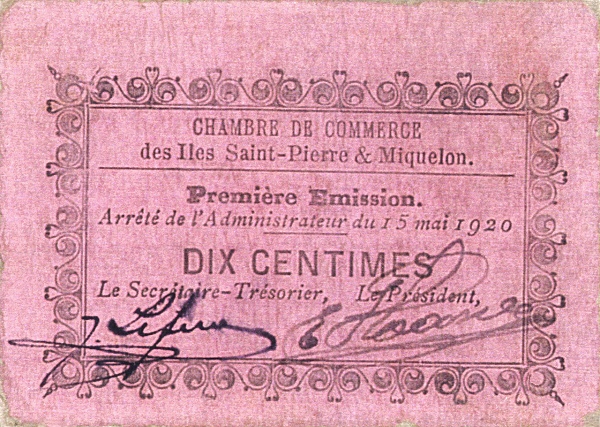 CHAMBRE DE COMMERCE
des Iles Saint-Pierre & Miquelon.
Première Emission.
Arrêté de l'Administrateur du 15 mai 1920
DIX CENTIMES
Le Secrétaire-Trésorier, Le Président,